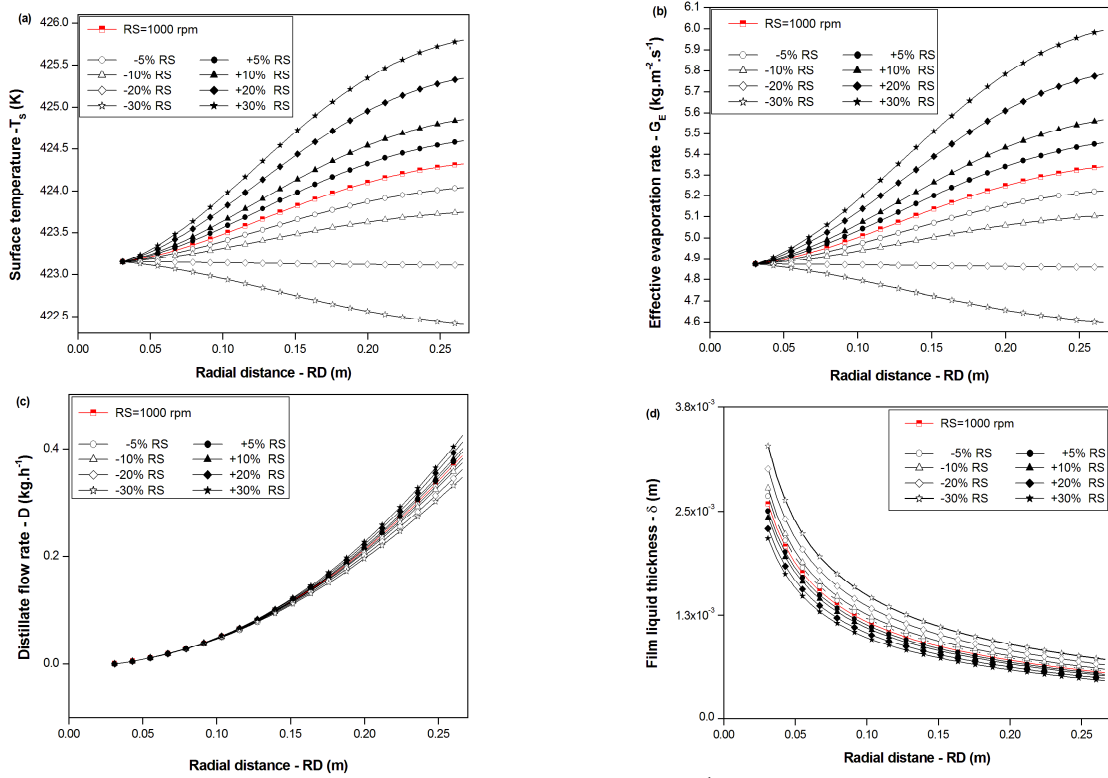 (a)
426.0
425.5
425.0
424.5
424.0
423.5
423.0
422.5
Surface temperature -T_S (K)
RS=1000 rpm
-5% RS +5% RS
-10% RS +10% RS
-20% RS +20% RS
-30% RS +30% RS
0.00 0.05 0.10 0.15 0.20 0.25
Radial distance - RD (m)
(b)
6.1
6.0
5.9
5.8
5.7
5.6
5.5
5.4
5.3
5.2
5.1
5.0
4.9
4.8
4.7
4.6
Effective evaporation rate - G_E (kg.m⁻².s⁻¹)
RS=1000 rpm
-5% RS +5% RS
-10% RS +10% RS
-20% RS +20% RS
-30% RS +30% RS
0.00 0.05 0.10 0.15 0.20 0.25
Radial distance - RD (m)
(c)
0.4
0.2
0.0
Distillate flow rate - D (kg.h⁻¹)
RS=1000 rpm
-5% RS +5% RS
-10% RS +10% RS
-20% RS +20% RS
-30% RS +30% RS
0.00 0.05 0.10 0.15 0.20 0.25
Radial distance - RD (m)
(d)
3.8x10⁻³
2.5x10⁻³
1.3x10⁻³
0.0
Film liquid thickness - δ (m)
RS=1000 rpm
-5% RS +5% RS
-10% RS +10% RS
-20% RS +20% RS
-30% RS +30% RS
0.00 0.05 0.10 0.15 0.20 0.25
Radial distane - RD (m)